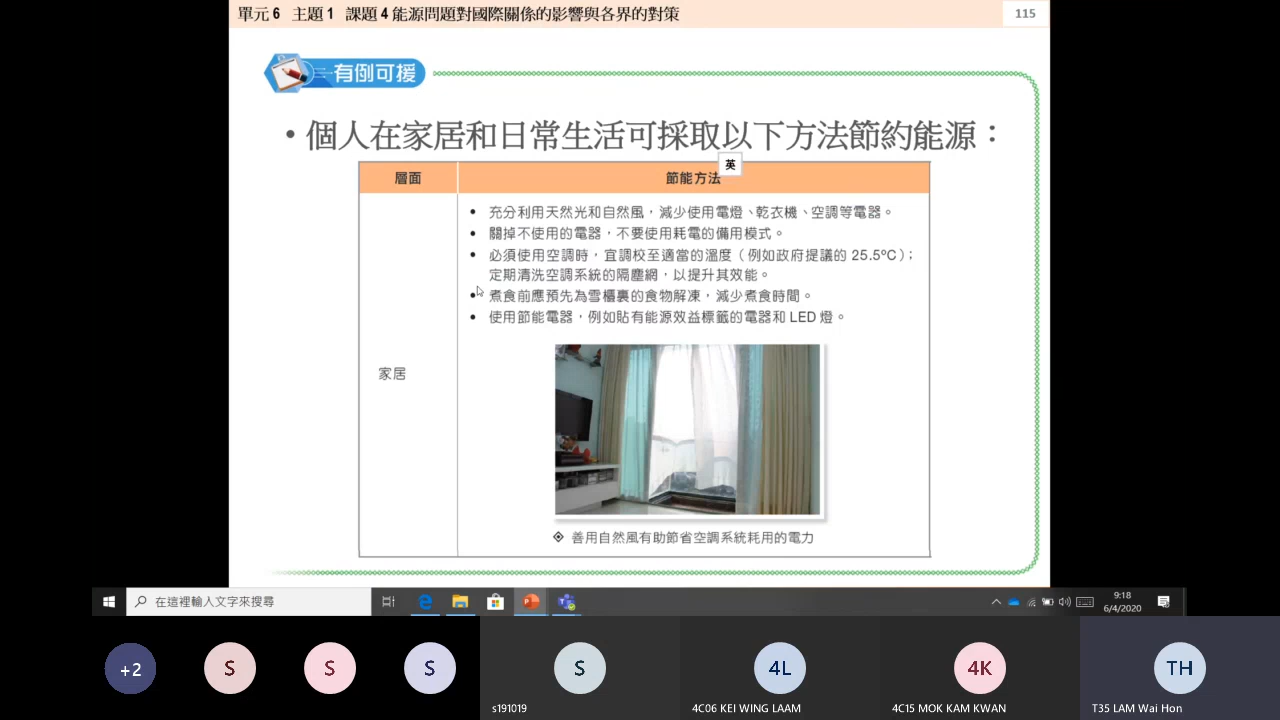 單元 6 主題 1 課題 4 能源問題對國際關係的影響與各界的對策
115
有例可援
• 個人在家居和日常生活可採取以下方法節約能源：
英
層面 節能方法
• 充分利用天然光和自然風，減少使用電燈、乾衣機、空調等電器。
• 關掉不使用的電器，不要使用耗電的備用模式。
• 必須使用空調時，宜調校至適當的溫度（例如政府提議的 25.5ºC）；
定期清洗空調系統的隔塵網，以提升其效能。
• 煮食前應預先為雪櫃裏的食物解凍，減少煮食時間。
• 使用節能電器，例如貼有能源效益標籤的電器和 LED 燈。
家居
善用自然風有助節省空調系統耗用的電力
在這裡輸入文字來搜尋
9:18
6/4/2020
+2 S S S S 4L 4K TH
s191019 4C06 KEI WING LAAM 4C15 MOK KAM KWAN T35 LAM Wai Hon